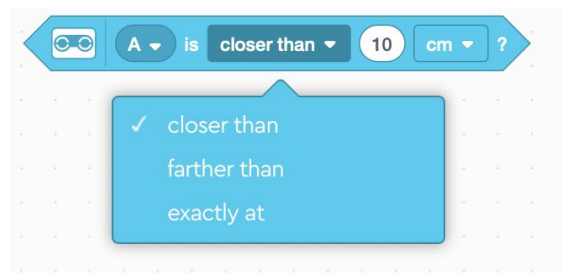 A is closer than 10 cm ?
closer than
farther than
exactly at